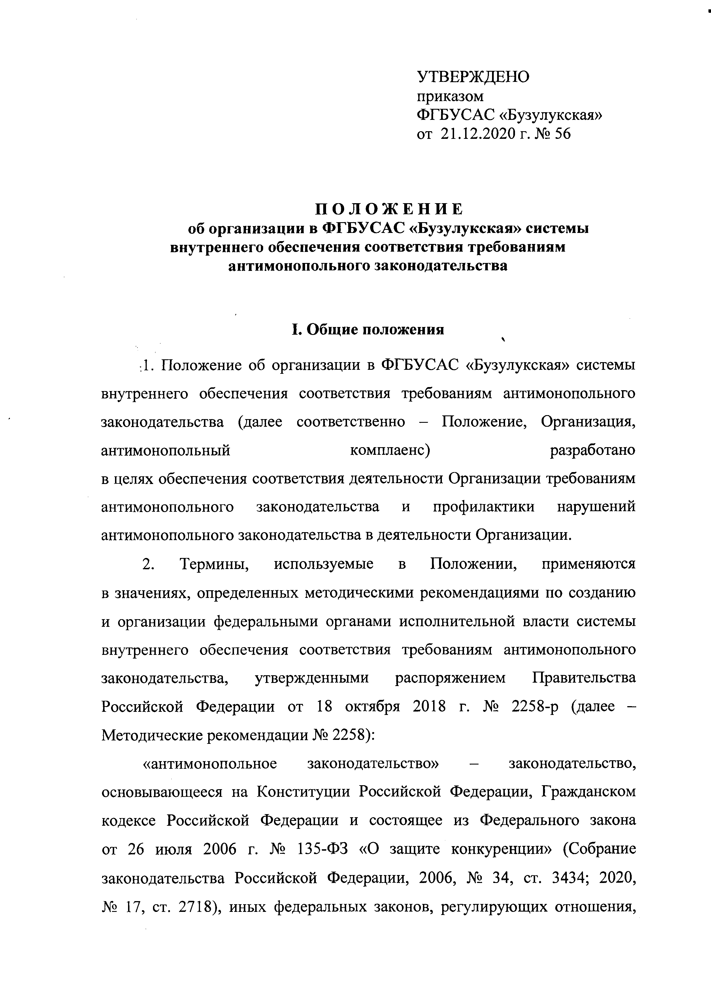 УТВЕРЖДЕНО
приказом
ФГБУСАС «Бузулукская»
от 21.12.2020 г. № 56
П О Л О Ж Е Н И Е
об организации в ФГБУСАС «Бузулукская» системы
внутреннего обеспечения соответствия требованиям
антимонопольного законодательства
I. Общие положения
1. Положение об организации в ФГБУСАС «Бузулукская» системы
внутреннего обеспечения соответствия требованиям антимонопольного
законодательства (далее соответственно – Положение, Организация,
антимонопольный комплаенс) разработано
в целях обеспечения соответствия деятельности Организации требованиям
антимонопольного законодательства и профилактики нарушений
антимонопольного законодательства в деятельности Организации.
2. Термины, используемые в Положении, применяются
в значениях, определенных методическими рекомендациями по созданию
и организации федеральными органами исполнительной власти системы
внутреннего обеспечения соответствия требованиям антимонопольного
законодательства, утвержденными распоряжением Правительства
Российской Федерации от 18 октября 2018 г. № 2258-р (далее –
Методические рекомендации № 2258):
«антимонопольное законодательство» – законодательство,
основывающееся на Конституции Российской Федерации, Гражданском
кодексе Российской Федерации и состоящее из Федерального закона
от 26 июля 2006 г. № 135-ФЗ «О защите конкуренции» (Собрание
законодательства Российской Федерации, 2006, № 34, ст. 3434; 2020,
№ 17, ст. 2718), иных федеральных законов, регулирующих отношения,